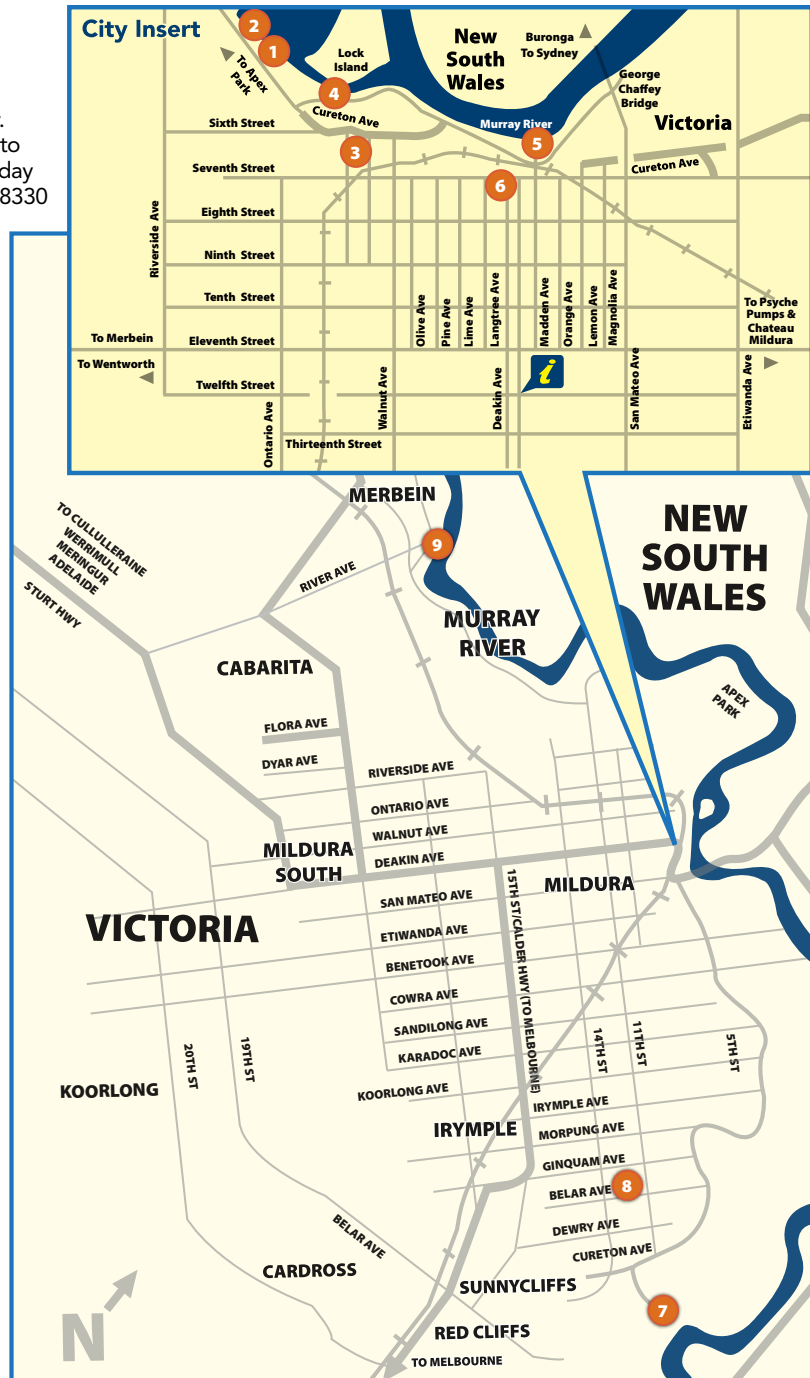 City Insert
2
1
To Apex
Park
Lock
Island
4
New
South
Wales
Buronga
To Sydney
George
Chaffey
Bridge
Cureton Ave
Murray River
Victoria
Sixth Street
3
5
Cureton Ave
Seventh Street
6
Riverside Ave
Eighth Street
Ninth Street
Tenth Street
Olive Ave
Pine Ave
Lime Ave
Langtree Ave
Madden Ave
Orange Ave
Lemon Ave
Magnolia Ave
To Psyche
Pumps &
Chateau
Mildura
To Merbein
Eleventh Street
To Wentworth
Twelfth Street
Ontario Ave
Walnut Ave
Deakin Ave
i
San Mateo Ave
Etiwanda Ave
Thirteenth Street
.
to
day
8330
MERBEIN
TO CULLULLERAINE
WERRIMULL
MERINGUR
ADELAIDE
STURT HWY
9
RIVER AVE
NEW
SOUTH
WALES
MURRAY
RIVER
CABARITA
APEX
PARK
FLORA AVE
DYAR AVE
RIVERSIDE AVE
ONTARIO AVE
WALNUT AVE
DEAKIN AVE
MILDURA
SOUTH
MILDURA
SAN MATEO AVE
VICTORIA
ETIWANDA AVE
BENETOOK AVE
15TH ST/CALDER HWY (TO MELBOURNE)
COWRA AVE
SANDILONG AVE
KARADOC AVE
20TH ST
19TH ST
14TH ST
11TH ST
5TH ST
KOORLONG
KOORLONG AVE
IRYMPLE AVE
IRYMPLE
MORPUNG AVE
GINQUAM AVE
BELAR AVE
8
DEWRY AVE
CURETON AVE
BELAR AVE
CARDROSS
SUNNYCLIFFS
7
N
RED CLIFFS
TO MELBOURNE